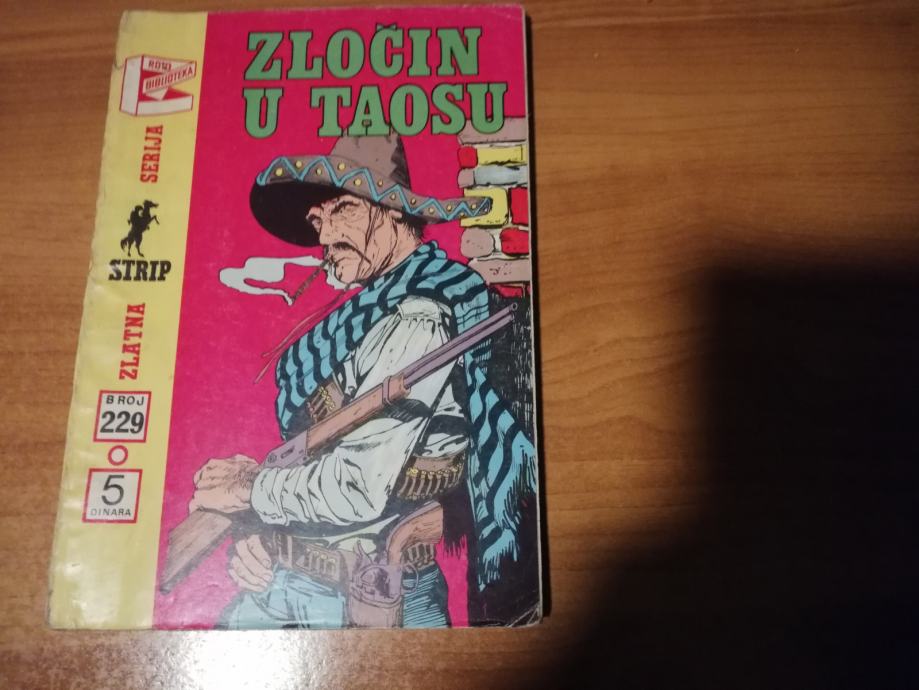 ZLOČIN
U TAOSU
ROTO
BIBLIOTEKA
ZLATNA
STRIP
SERIJA
BROJ
229
5
DINARA